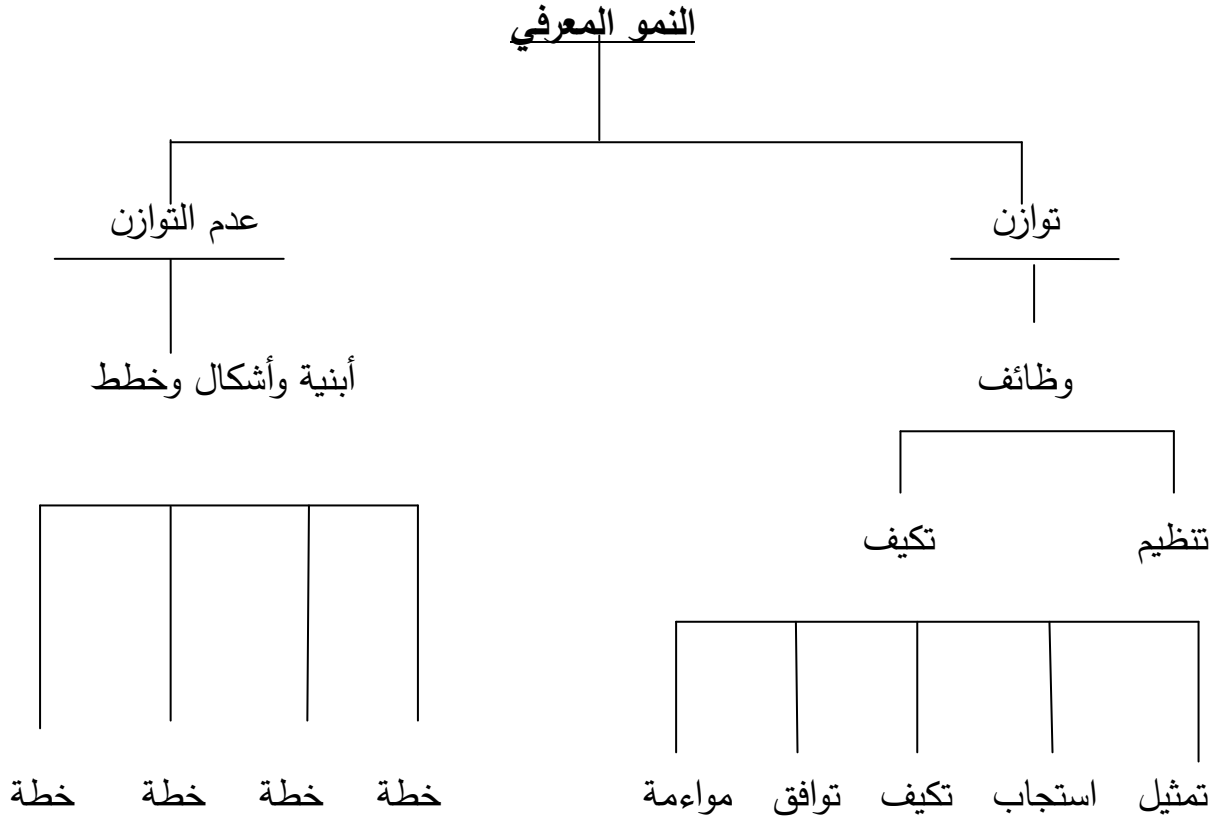 النمو المعرفي
توازن عدم التوازن
وظائف أبنية وأشكال وخطط
تنظيم تكيف
تمثيل استجاب تكيف توافق مواءمة خطة خطة خطة خطة